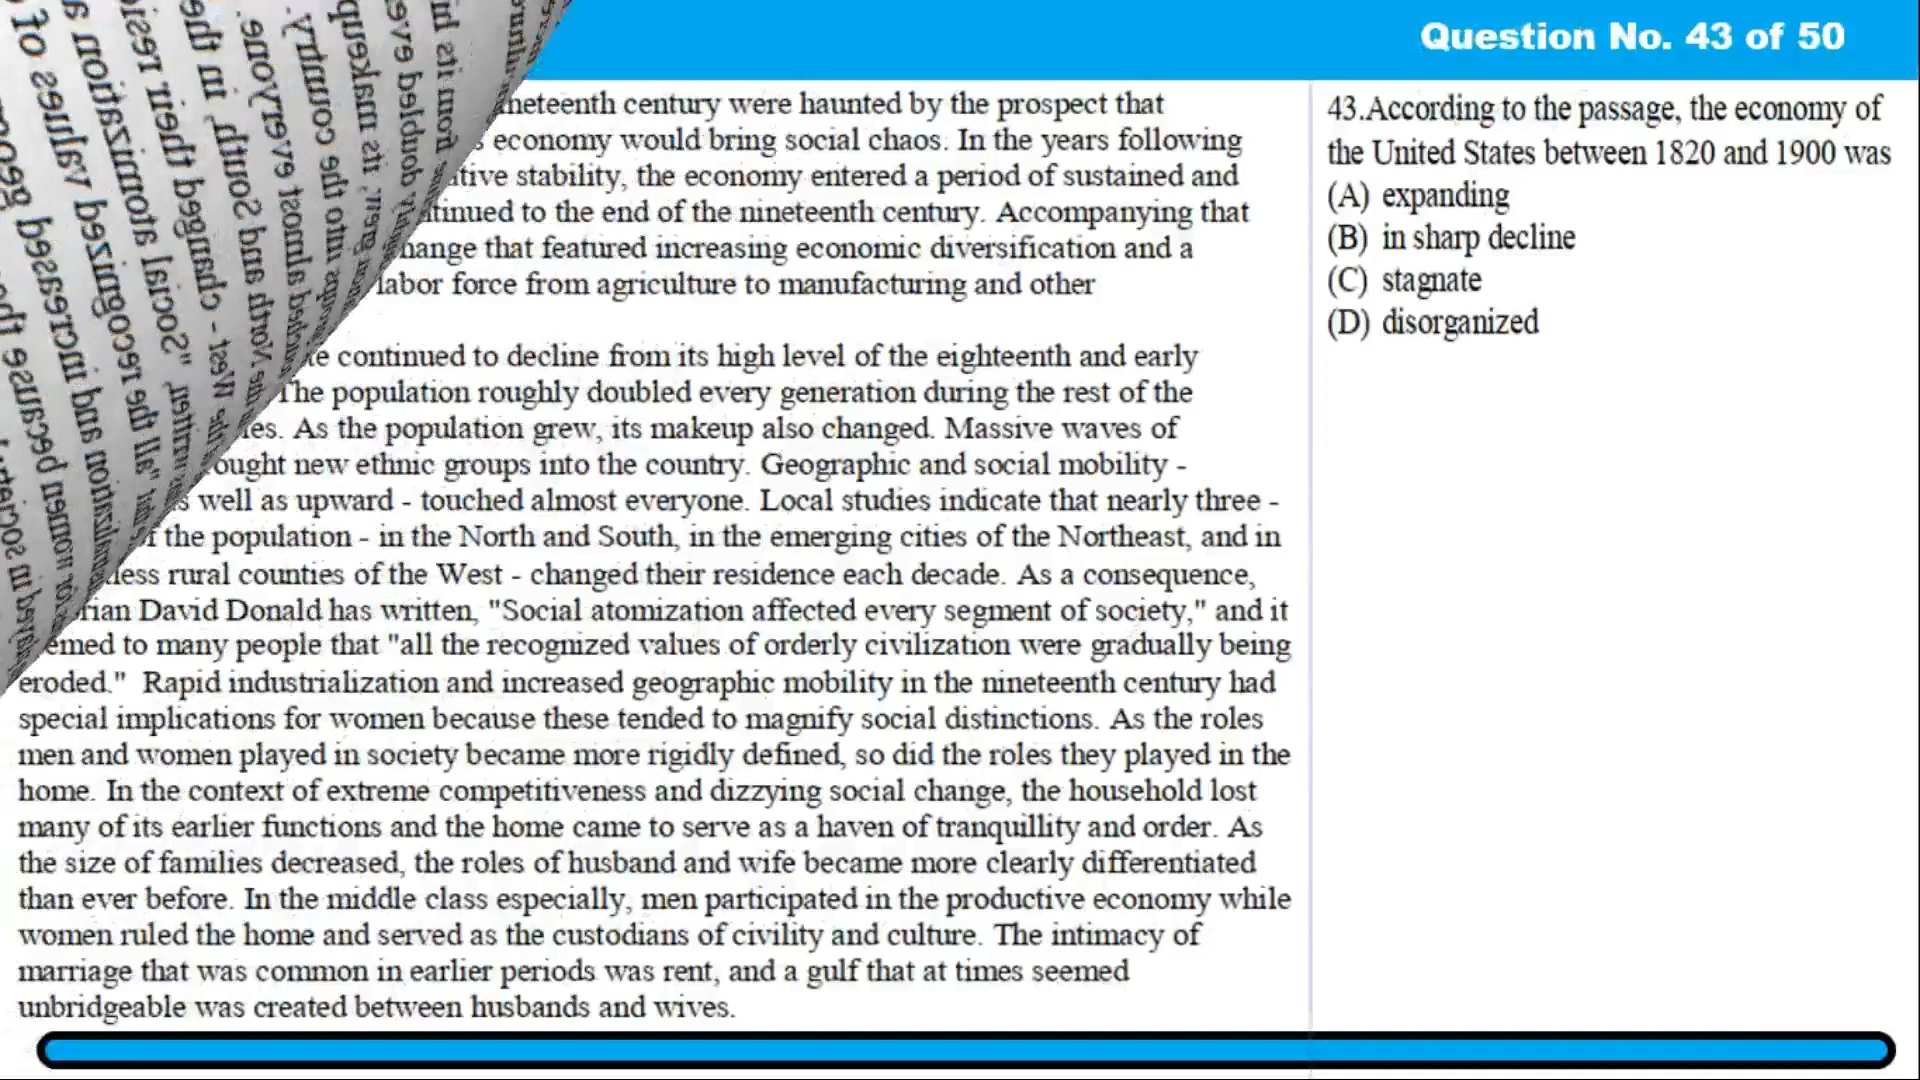 Question No. 43 of 50
neteenth century were haunted by the prospect that
economy would bring social chaos. In the years following
tive stability, the economy entered a period of sustained and
tinued to the end of the nineteenth century. Accompanying that
hange that featured increasing economic diversification and a
labor force from agriculture to manufacturing and other
continued to decline from its high level of the eighteenth and early
The population roughly doubled every generation during the rest of the
es. As the population grew, its makeup also changed. Massive waves of
ought new ethnic groups into the country. Geographic and social mobility -
well as upward - touched almost everyone. Local studies indicate that nearly three -
the population - in the North and South, in the emerging cities of the Northeast, and in
less rural counties of the West - changed their residence each decade. As a consequence,
rian David Donald has written, "Social atomization affected every segment of society," and it
emed to many people that "all the recognized values of orderly civilization were gradually being
eroded." Rapid industrialization and increased geographic mobility in the nineteenth century had
special implications for women because these tended to magnify social distinctions. As the roles
men and women played in society became more rigidly defined, so did the roles they played in the
home. In the context of extreme competitiveness and dizzying social change, the household lost
many of its earlier functions and the home came to serve as a haven of tranquillity and order. As
the size of families decreased, the roles of husband and wife became more clearly differentiated
than ever before. In the middle class especially, men participated in the productive economy while
women ruled the home and served as the custodians of civility and culture. The intimacy of
marriage that was common in earlier periods was rent, and a gulf that at times seemed
unbridgeable was created between husbands and wives.
43.According to the passage, the economy of
the United States between 1820 and 1900 was
(A) expanding
(B) in sharp decline
(C) stagnate
(D) disorganized